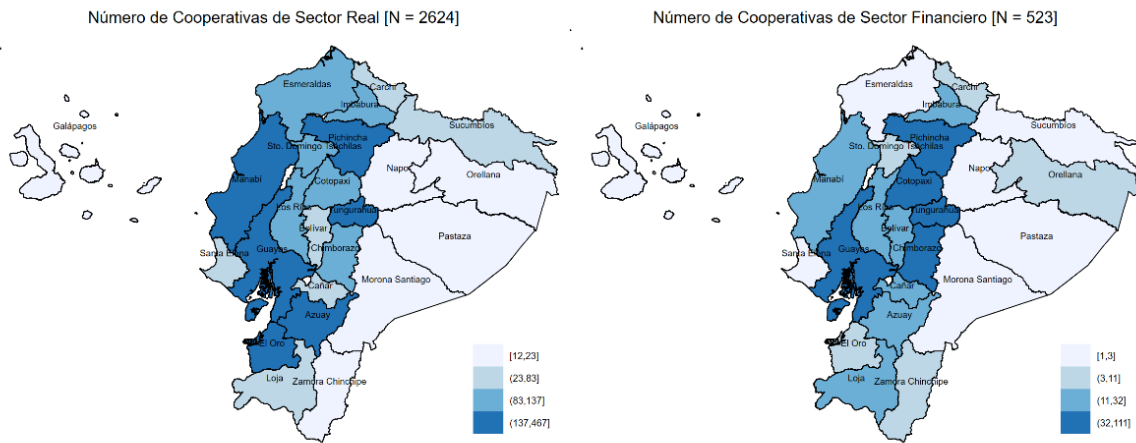 Número de Cooperativas de Sector Real [N = 2624]
Esmeraldas
Carchi
Imbabura
Sucumbíos
Galápagos
Pichincha
Sto. Domingo Tsáchilas
Napo
Orellana
Manabí
Cotopaxi
Los Ríos
Tungurahua
Bolívar
Pastaza
Santa Elena
Guayas
Chimborazo
Morona Santiago
Cañar
Azuay
El Oro
Loja
Zamora Chinchipe
[12,23]
(23,83]
(83,137]
(137,467]
Número de Cooperativas de Sector Financiero [N = 523]
Esmeraldas
Carchi
Imbabura
Sucumbíos
Galápagos
Pichincha
Sto. Domingo Tsáchilas
Napo
Orellana
Manabí
Cotopaxi
Los Ríos
Tungurahua
Bolívar
Pastaza
Santa Elena
Guayas
Chimborazo
Morona Santiago
Cañar
Azuay
El Oro
Loja
Zamora Chinchipe
[1,3]
(3,11]
(11,32]
(32,111]